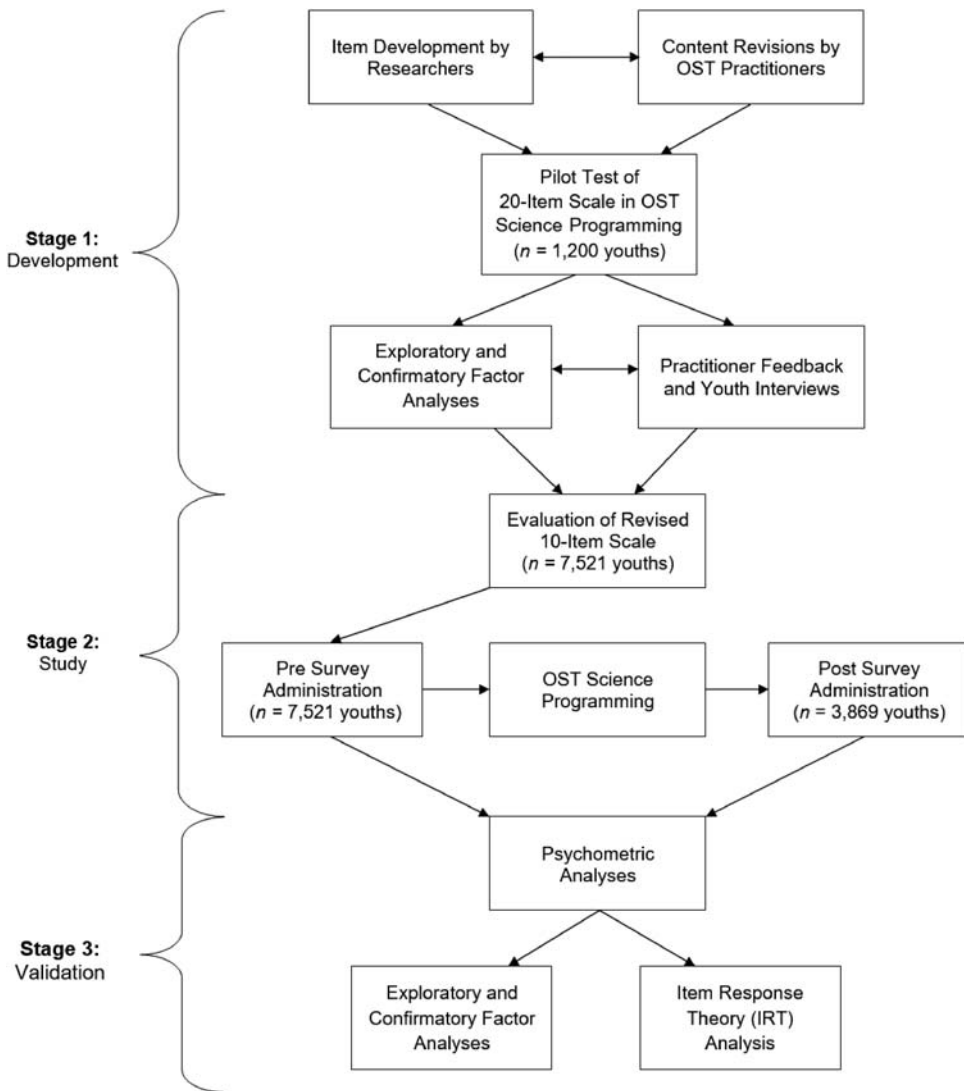 Item Development by
Researchers
Content Revisions by
OST Practitioners
Pilot Test of
20-Item Scale in OST
Science Programming
(n = 1,200 youths)
Stage 1:
Development
Exploratory and
Confirmatory Factor
Analyses
Practitioner Feedback
and Youth Interviews
Evaluation of Revised
10-Item Scale
(n = 7,521 youths)
Stage 2:
Study
Pre Survey
Administration
(n = 7,521 youths)
OST Science
Programming
Post Survey
Administration
(n = 3,869 youths)
Psychometric
Analyses
Stage 3:
Validation
Exploratory and
Confirmatory Factor
Analyses
Item Response
Theory (IRT)
Analysis